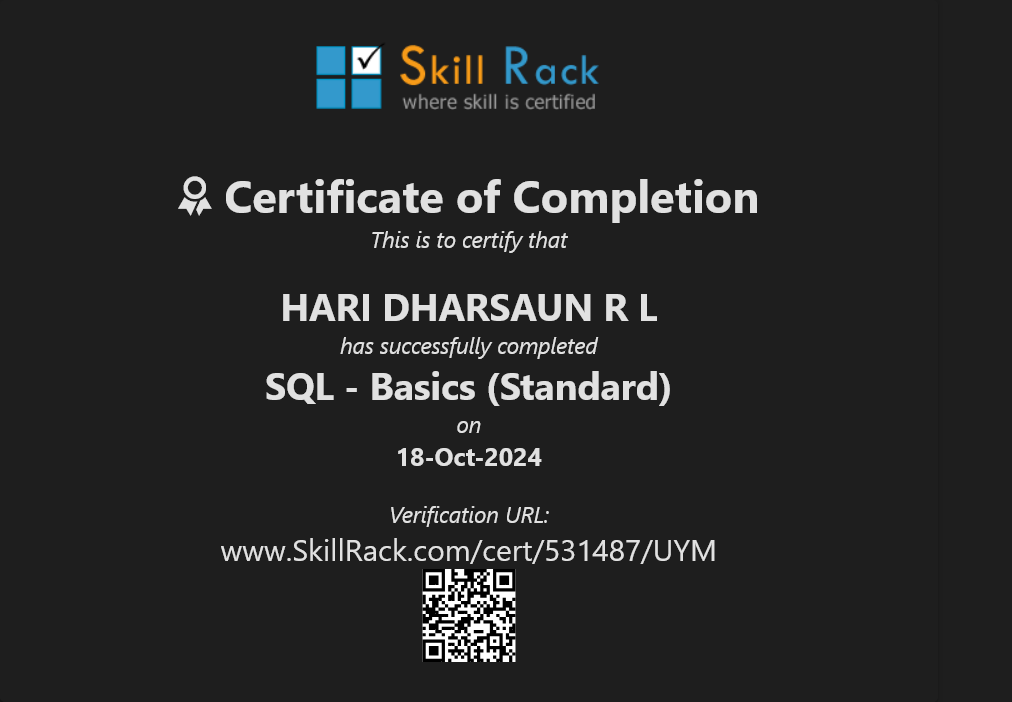 Skill Rack
where skill is certified
Certificate of Completion
This is to certify that
HARI DHARSAUN R L
has successfully completed
SQL - Basics (Standard)
on
18-Oct-2024
Verification URL:
www.SkillRack.com/cert/531487/UYM